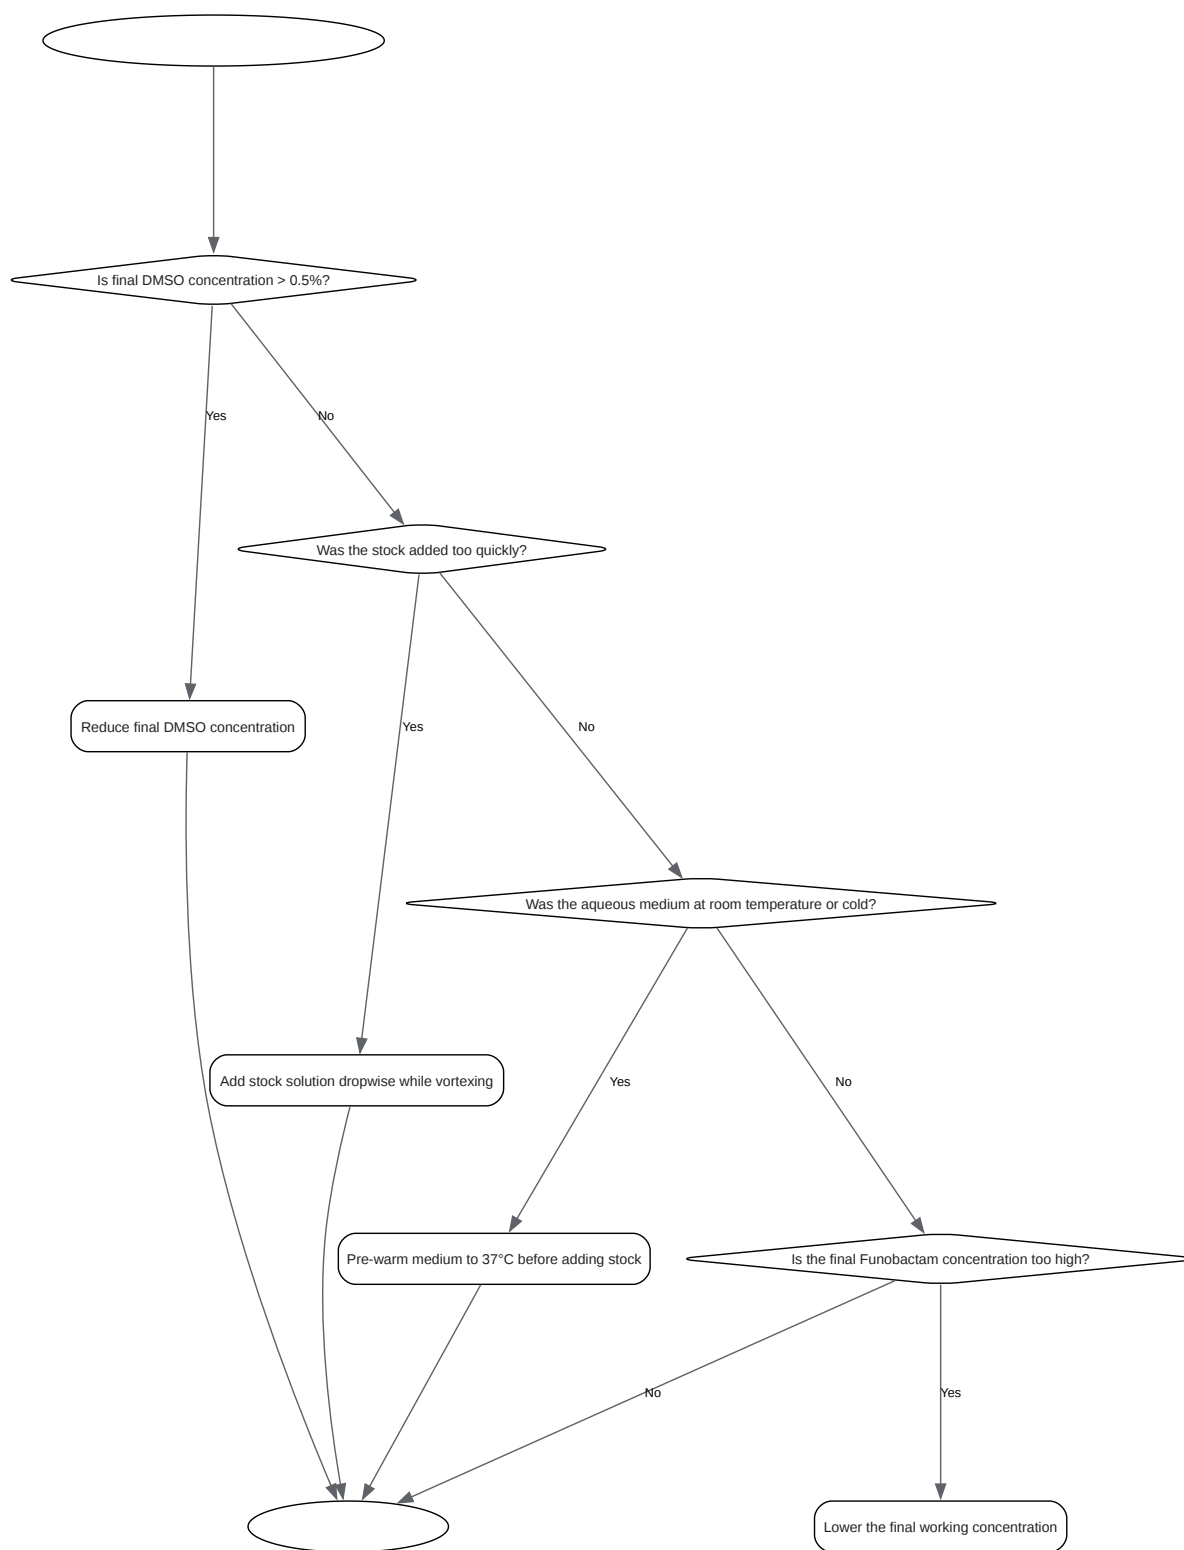 Is final DMSO concentration > 0.5%?
Yes
No
Was the stock added too quickly?
Reduce final DMSO concentration
Yes
No
Was the aqueous medium at room temperature or cold?
Add stock solution dropwise while vortexing
Yes
No
Pre-warm medium to 37°C before adding stock
Is the final Funobactam concentration too high?
No
Yes
Lower the final working concentration